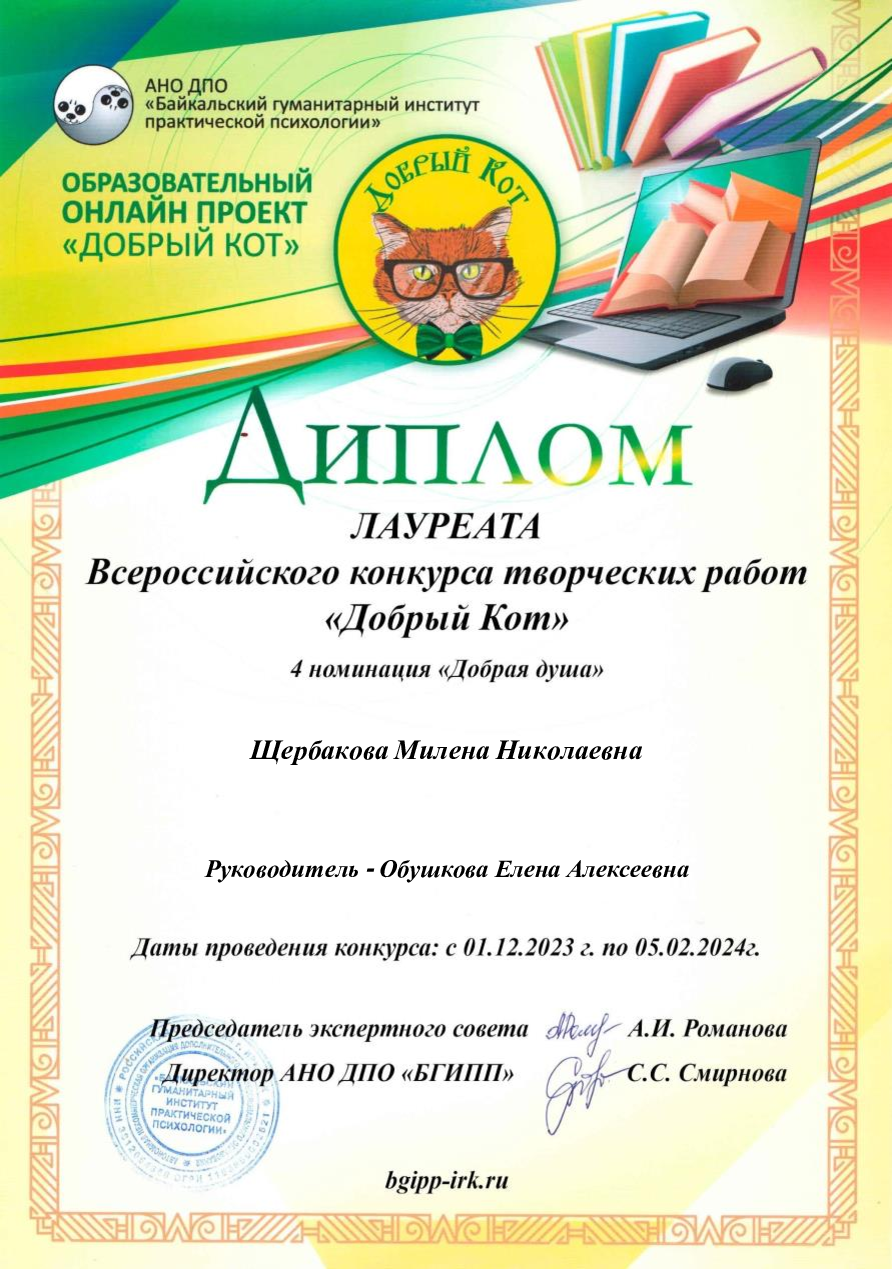 АНО ДПО
«Байкальский гуманитарный институт
практической психологии»
ОБРАЗОВАТЕЛЬНЫЙ
ОНЛАЙН ПРОЕКТ
«ДОБРЫЙ КОТ»
ДОБРЫЙ КОТ
ДИПЛОМ
ЛАУРЕАТА
Всероссийского конкурса творческих работ
«Добрый Кот»
4 номинация «Добрая душа»
Щербакова Милена Николаевна
Руководитель - Обушкова Елена Алексеевна
Даты проведения конкурса: с 01.12.2023 г. по 05.02.2024г.
Председатель экспертного совета А.И. Романова
Директор АНО ДПО «БГИПП» С.С. Смирнова
«БАЙКАЛЬСКИЙ
ГУМАНИТАРНЫЙ
ИНСТИТУТ
ПРАКТИЧЕСКОЙ
ПСИХОЛОГИИ»
bgipp-irk.ru